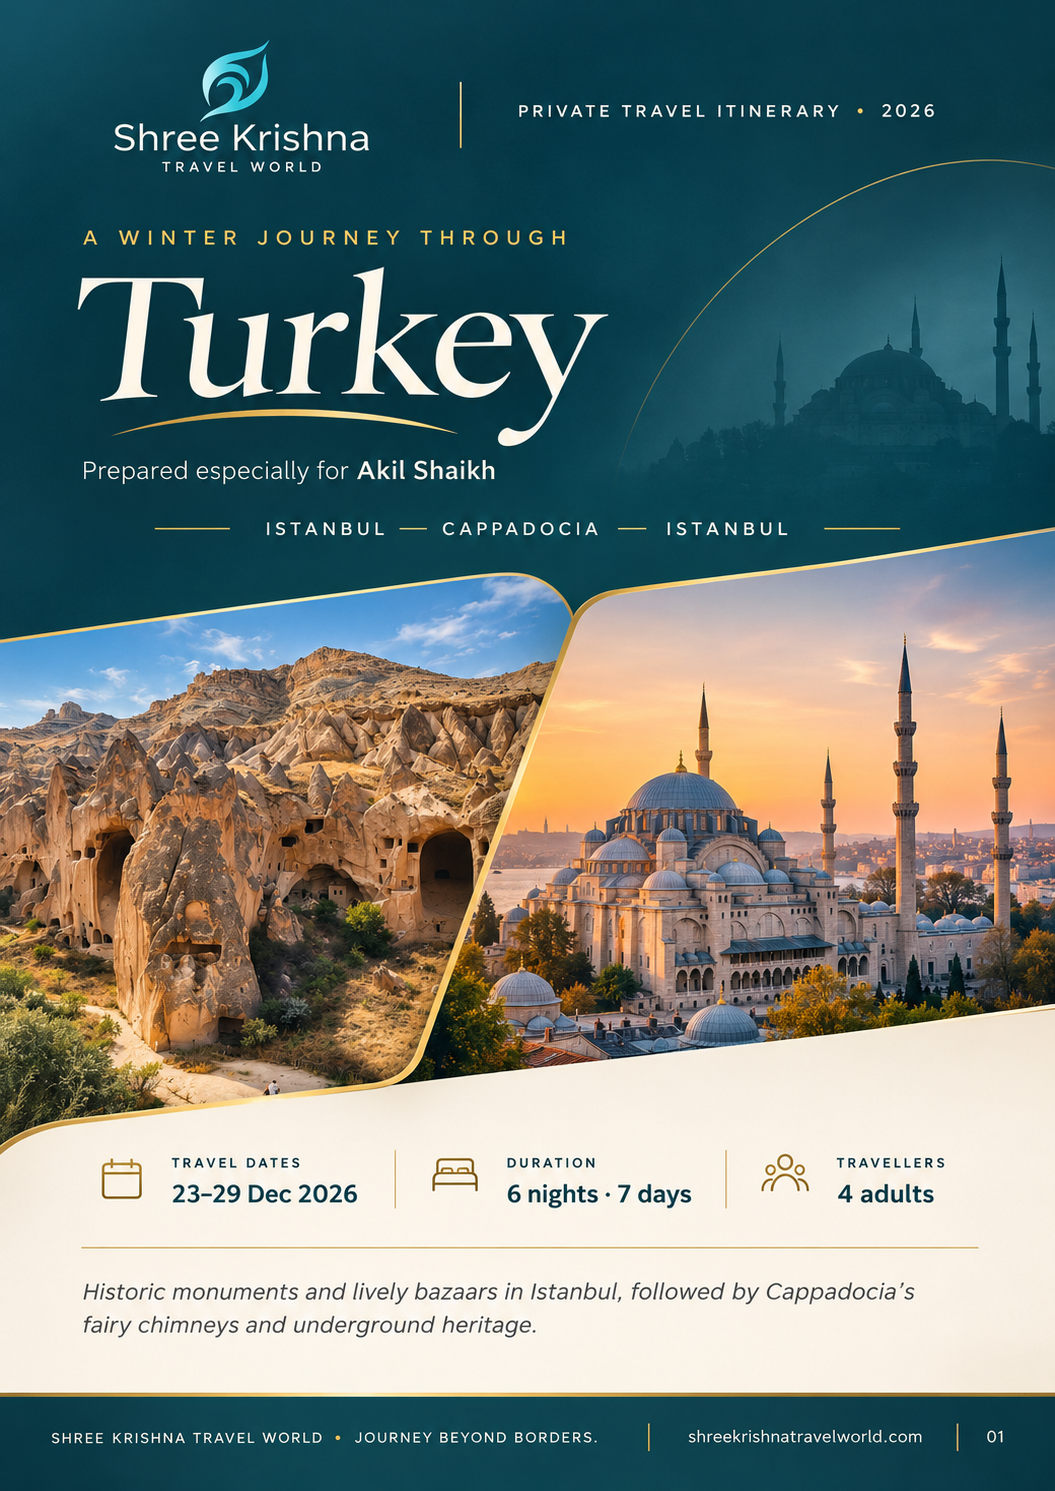 Shree Krishna
TRAVEL WORLD
PRIVATE TRAVEL ITINERARY • 2026
A WINTER JOURNEY THROUGH
Turkey
Prepared especially for Akil Shaikh
ISTANBUL — CAPPADOCIA — ISTANBUL
TRAVEL DATES
23–29 Dec 2026
DURATION
6 nights · 7 days
TRAVELLERS
4 adults
Historic monuments and lively bazaars in Istanbul, followed by Cappadocia's
fairy chimneys and underground heritage.
SHREE KRISHNA TRAVEL WORLD • JOURNEY BEYOND BORDERS.
shreekrishnatravelworld.com
01